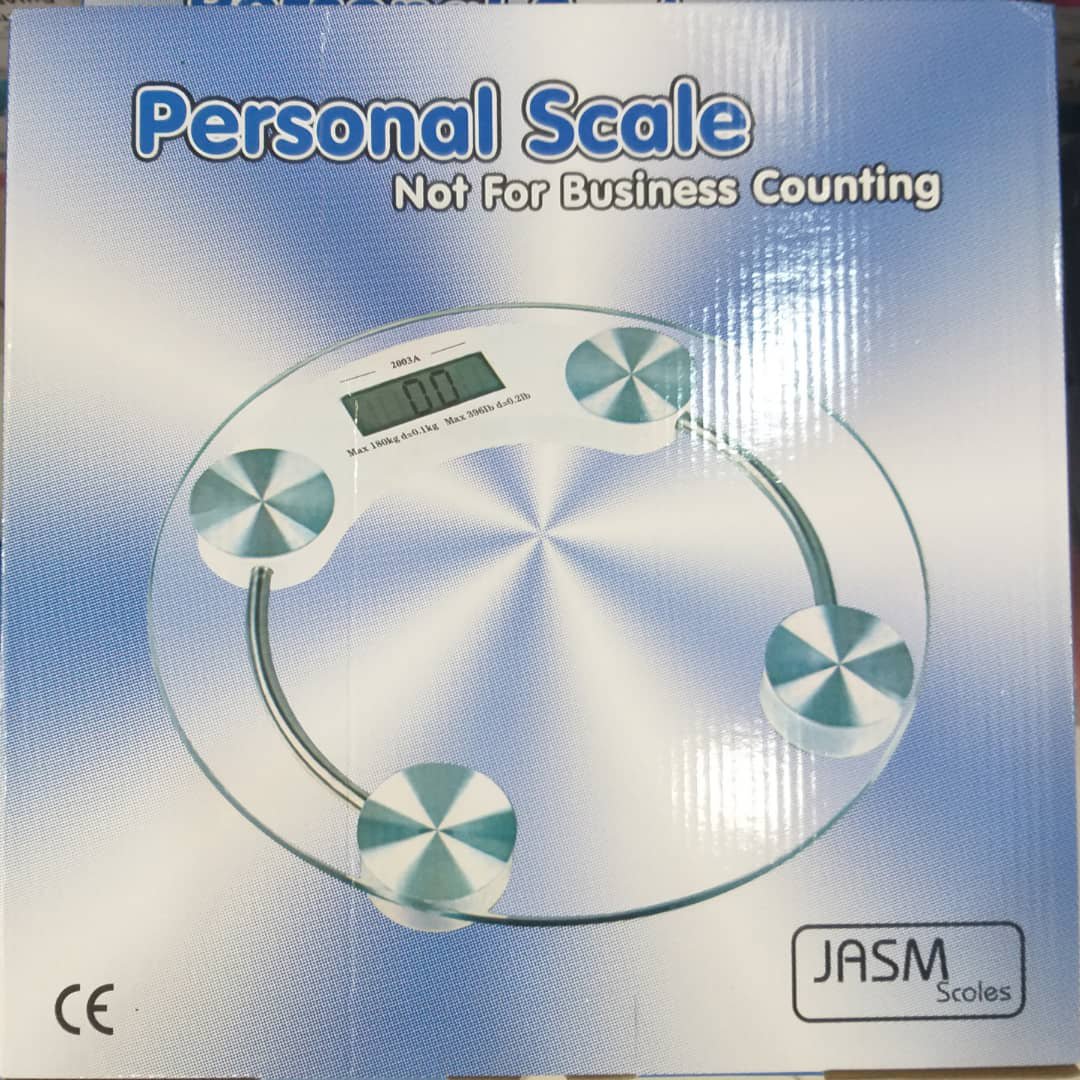 Personal Scale
Not For Business Counting
2003A
00
Max 180kg d=0.1kg Max 396lb d=0.2lb
CE
JASM
Scoles